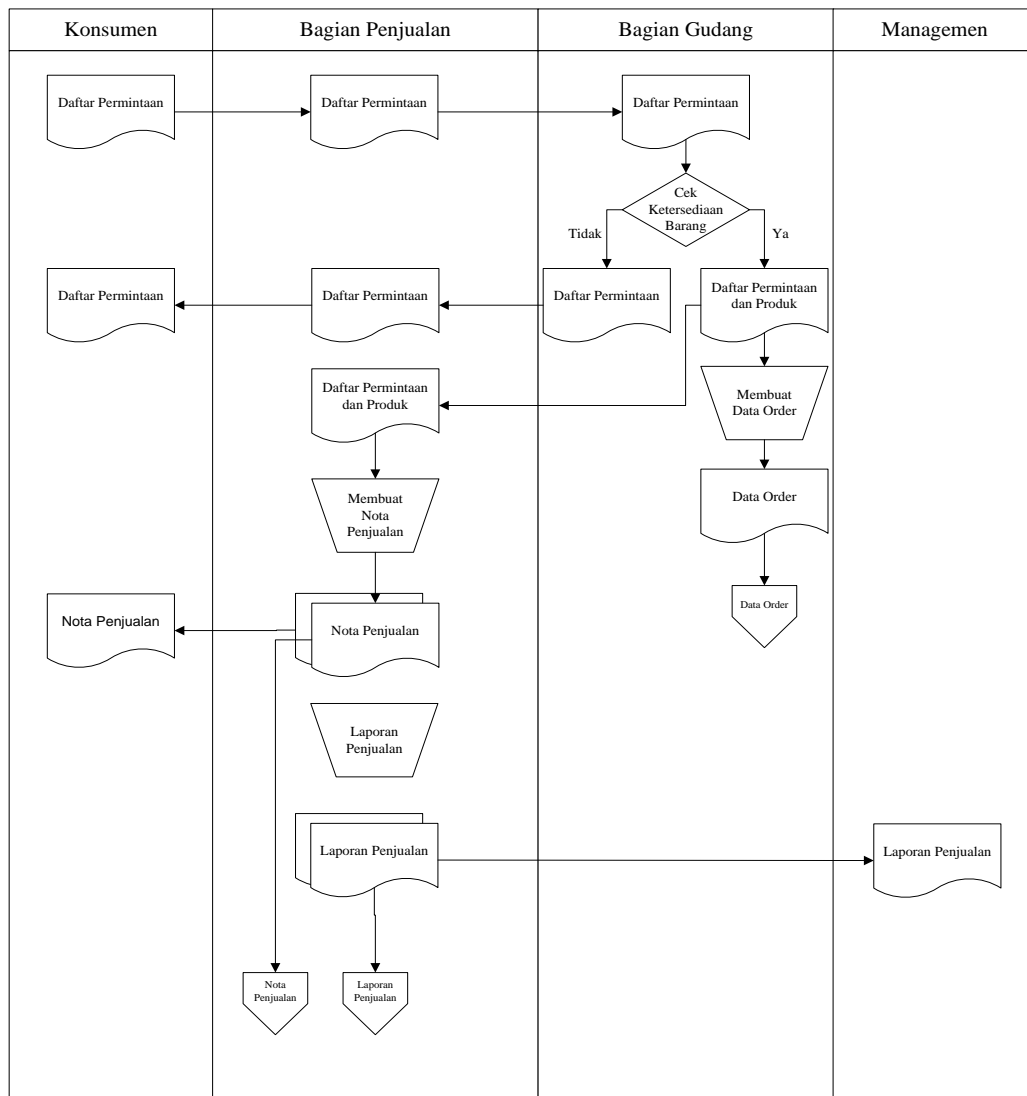 Konsumen
Bagian Penjualan
Bagian Gudang
Managemen
Daftar Permintaan
Daftar Permintaan
Daftar Permintaan
Cek
Ketersediaan
Barang
Tidak
Ya
Daftar Permintaan
Daftar Permintaan
Daftar Permintaan
Daftar Permintaan
dan Produk
Daftar Permintaan
dan Produk
Membuat
Data Order
Membuat
Nota
Penjualan
Data Order
Data Order
Nota Penjualan
Nota Penjualan
Laporan
Penjualan
Laporan Penjualan
Laporan Penjualan
Nota
Penjualan
Laporan
Penjualan